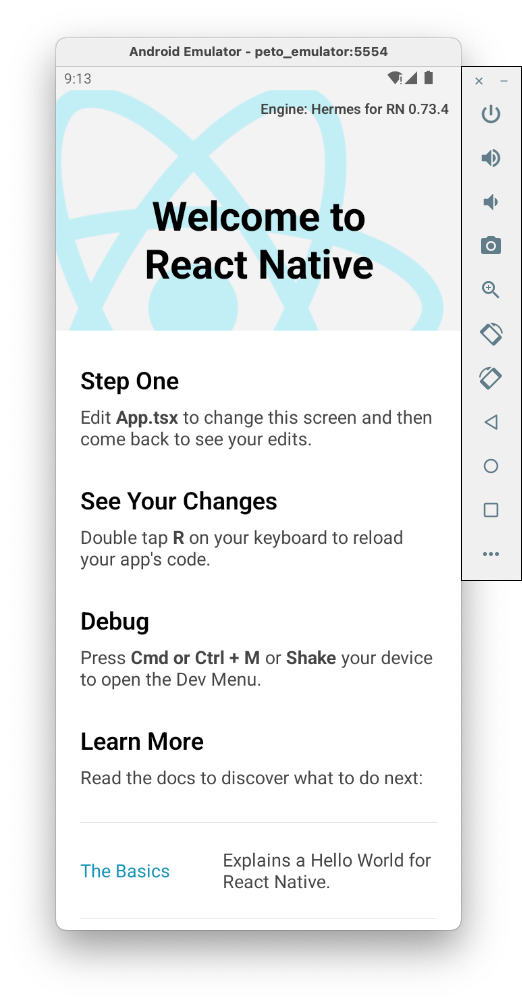 Android Emulator - peto_emulator:5554
9:13
Engine: Hermes for RN 0.73.4
Welcome to
React Native
Step One
Edit App.tsx to change this screen and then
come back to see your edits.
See Your Changes
Double tap R on your keyboard to reload
your app's code.
Debug
Press Cmd or Ctrl + M or Shake your device
to open the Dev Menu.
Learn More
Read the docs to discover what to do next:
The Basics
Explains a Hello World for
React Native.